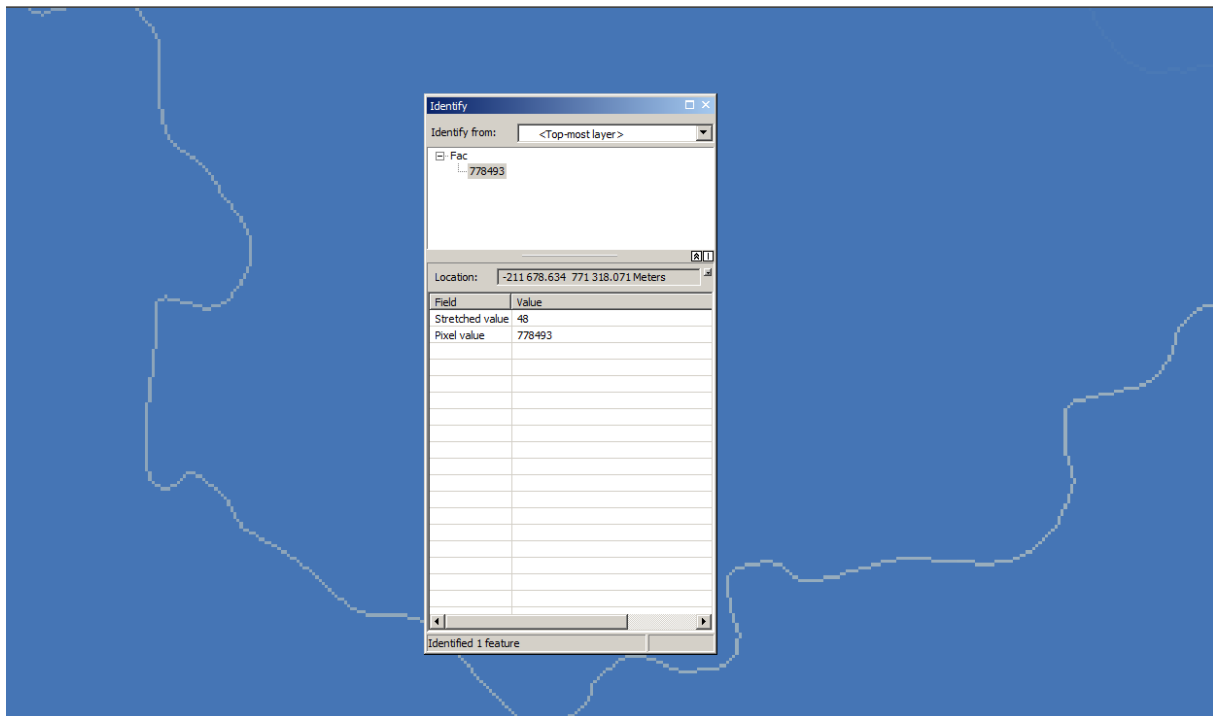 Identify
Identify from: <Top-most layer>
Fac
778493
Location: -211 678.634 771 318.071 Meters
Field Value
Stretched value 48
Pixel value 778493
Identified 1 feature